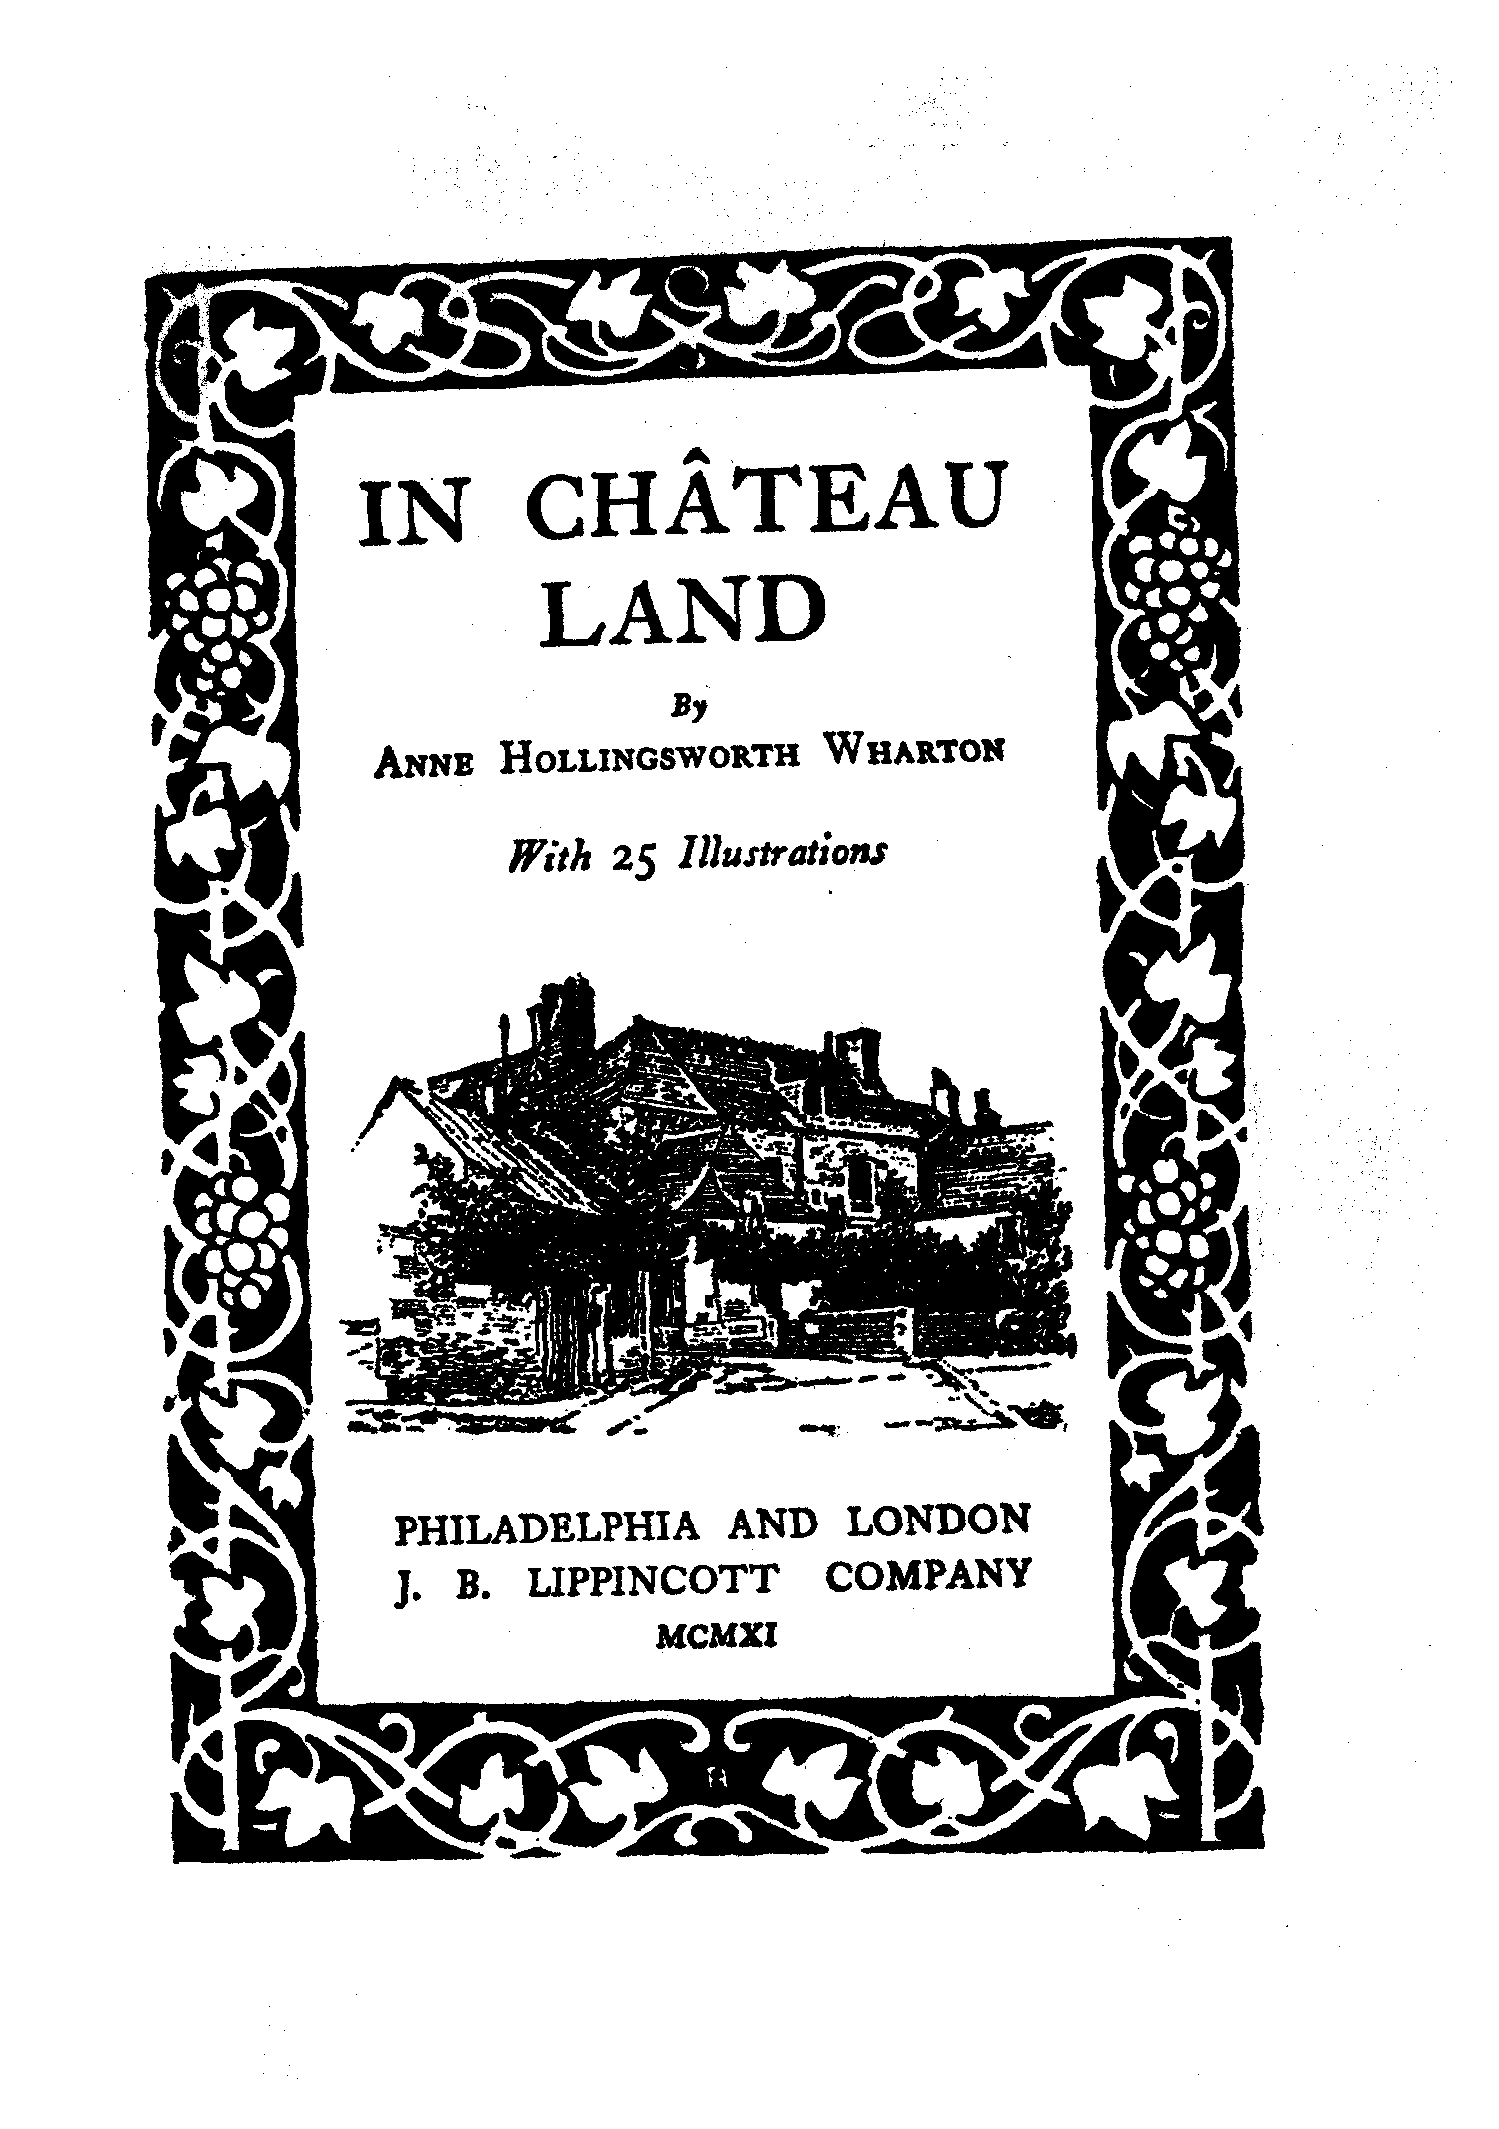 IN CHÂTEAU
LAND
By
ANNE HOLLINGSWORTH WHARTON
With 25 Illustrations
PHILADELPHIA AND LONDON
J. B. LIPPINCOTT COMPANY
MCMXI